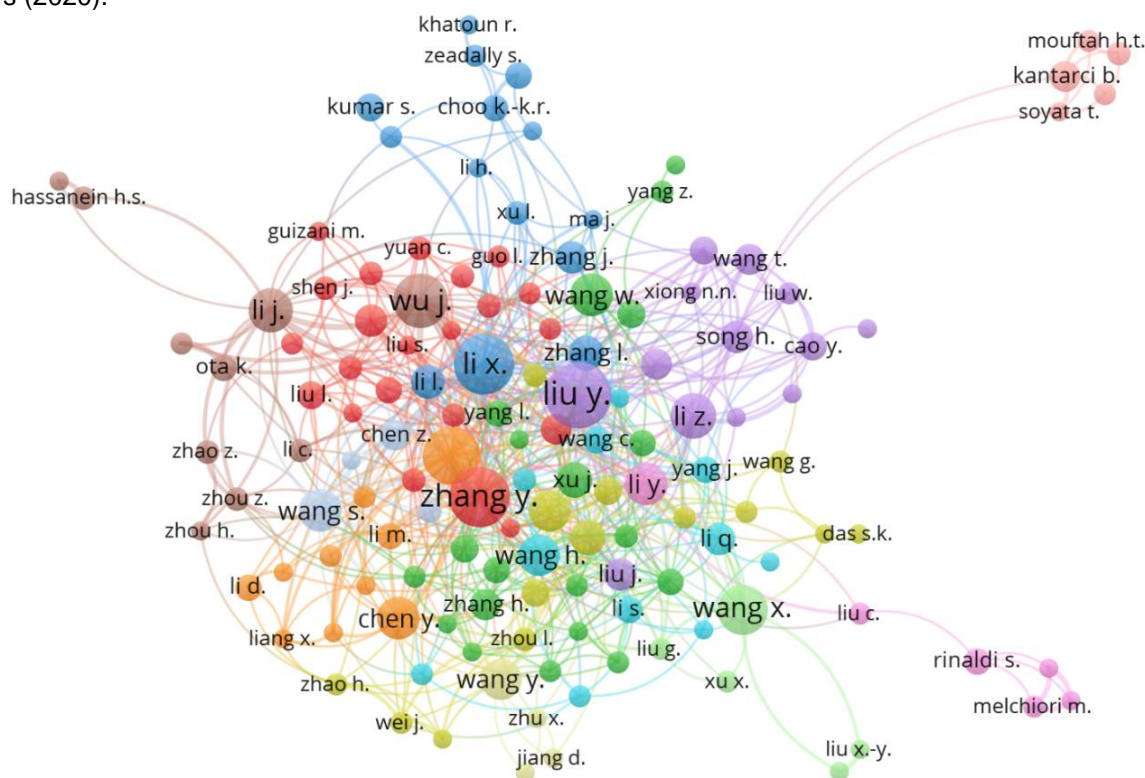 s (2020).
khatoun r.
mouftah h.t.
zeadally s.
kantarci b.
kumar s.
choo k.-k.r.
soyata t.
li h.
hassanein h.s.
yang z.
xu l.
ma j.
guizani m.
yuan c.
guo l.
zhang j.
wang t.
shen j.
wu j.
wang w.
xiong n.n.
liu w.
li j.
liu s.
song h.
cao y.
zhang l.
li x.
ota k.
li l.
liu y.
liu l.
yang l.
li z.
chen z.
wang c.
zhao z.
li c.
yang j.
wang g.
xu j.
li y.
zhang y.
zhou z.
wang s.
zhou h.
li m.
das s.k.
li q.
wang h.
liu j.
li d.
zhang h.
li s.
wang x.
chen y.
liu c.
liang x.
zhou l.
liu g.
rinaldi s.
zhao h.
wang y.
xu x.
melchiori m.
wei j.
zhu x.
jiang d.
liu x.-y.